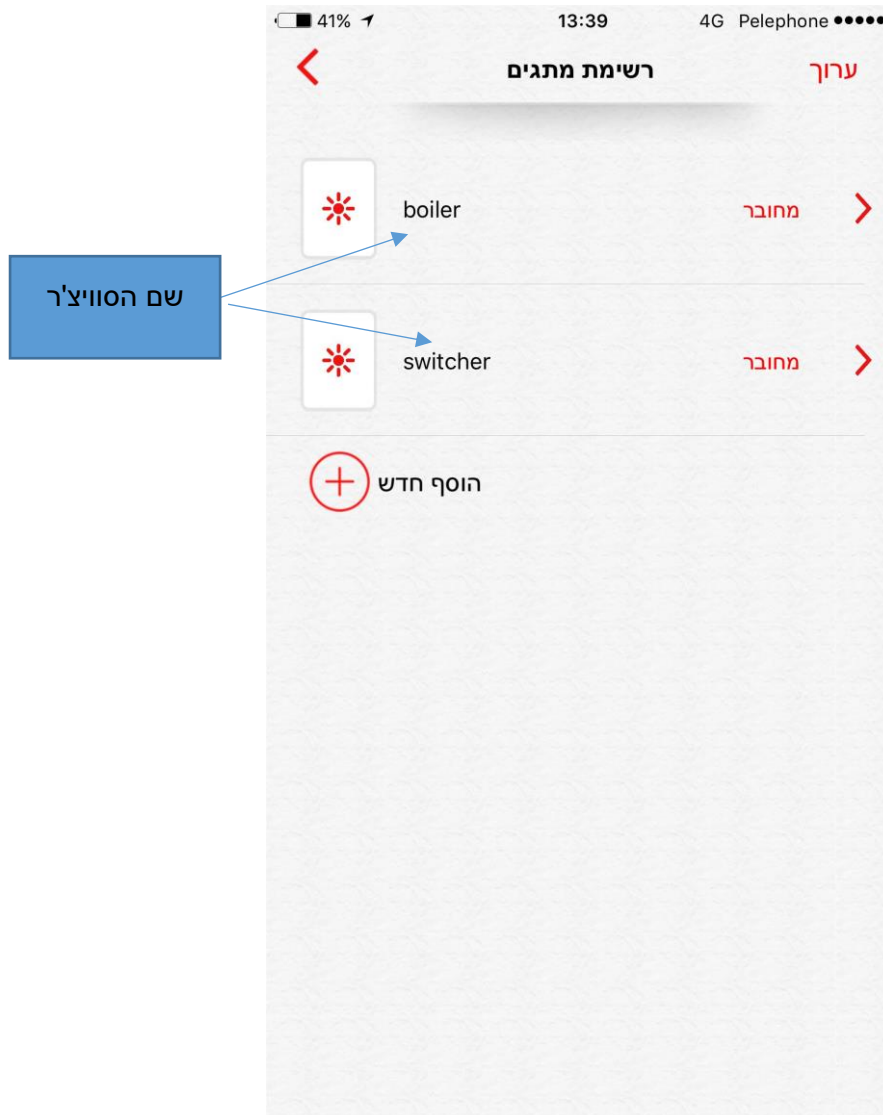 41% 13:39 4G Pelephone
רשימת מתגים ערוך
boiler מחובר
שם הסוויצ'ר
switcher מחובר
הוסף חדש